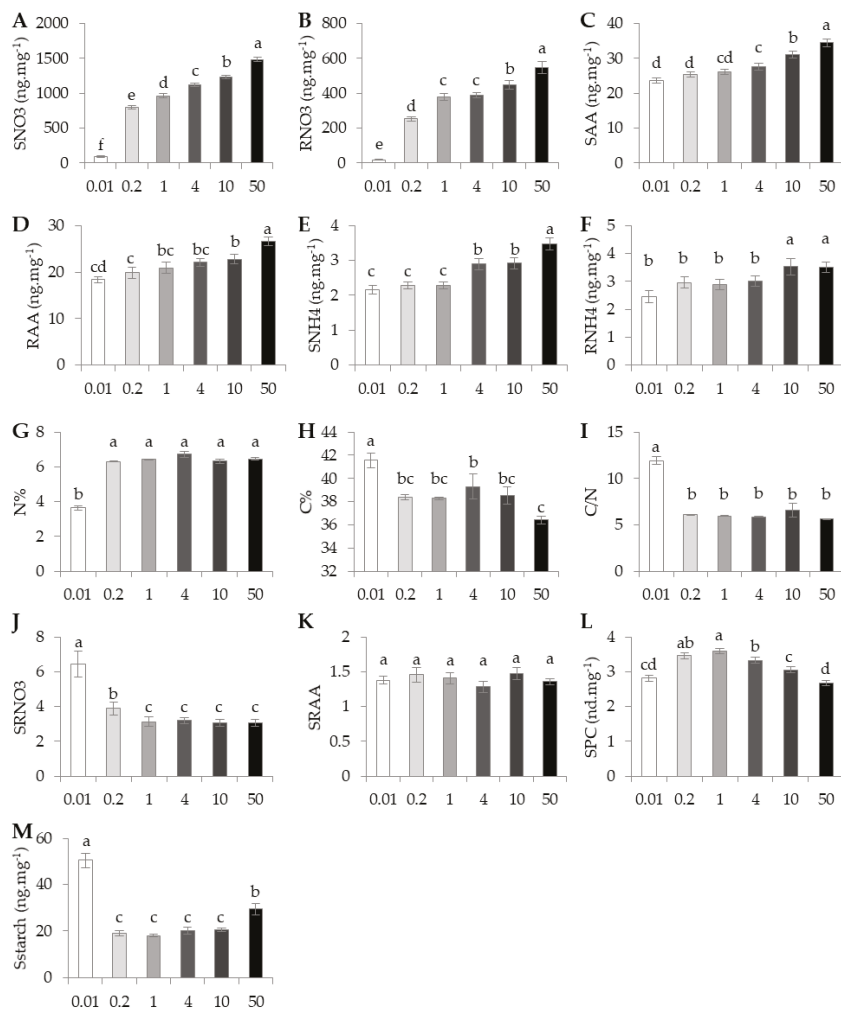 A
SNO3 (ng.mg-1)
2000
1500
1000
500
0
f
e
d
c
b
a
0.01 0.2 1 4 10 50
B
RNO3 (ng.mg-1)
800
600
400
200
0
e
d
c
c
b
a
0.01 0.2 1 4 10 50
C
SAA (ng.mg-1)
40
30
20
10
0
d
d
cd
c
b
a
0.01 0.2 1 4 10 50
D
RAA (ng.mg-1)
30
20
10
0
cd
c
bc
bc
b
a
0.01 0.2 1 4 10 50
E
SNH4 (ng.mg-1)
4
3
2
1
0
c
c
c
b
b
a
0.01 0.2 1 4 10 50
F
RNH4 (ng.mg-1)
5
4
3
2
1
0
b
b
b
b
a
a
0.01 0.2 1 4 10 50
G
N%
8
6
4
2
0
b
a
a
a
a
a
0.01 0.2 1 4 10 50
H
C%
44
42
40
38
36
34
32
a
bc
bc
b
bc
c
0.01 0.2 1 4 10 50
I
C/N
15
10
5
0
a
b
b
b
b
b
0.01 0.2 1 4 10 50
J
SRNO3
8
6
4
2
0
a
b
c
c
c
c
0.01 0.2 1 4 10 50
K
SRAA
2
1.5
1
0.5
0
a
a
a
a
a
a
0.01 0.2 1 4 10 50
L
SPC (nd.mg-1)
4
3
2
1
0
cd
ab
a
b
c
d
0.01 0.2 1 4 10 50
M
Sstarch (ng.mg-1)
60
40
20
0
a
c
c
c
c
b
0.01 0.2 1 4 10 50